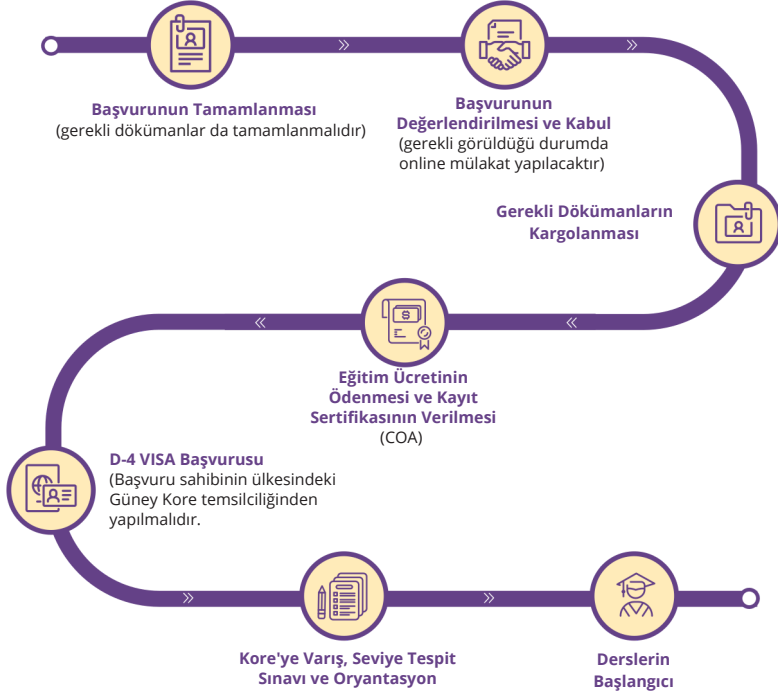 Başvurunun Tamamlanması
(gerekli dökümanlar da tamamlanmalıdır)
Başvurunun
Değerlendirilmesi ve Kabul
(gerekli görüldüğü durumda
online mülakat yapılacaktır)
Gerekli Dökümanların
Kargolanması
Eğitim Ücretinin
Ödenmesi ve Kayıt
Sertifikasının Verilmesi
(COA)
D-4 VISA Başvurusu
(Başvuru sahibinin ülkesindeki
Güney Kore temsilciliğinden
yapılmalıdır.
Kore'ye Varış, Seviye Tespit
Sınavı ve Oryantasyon
Derslerin
Başlangıcı